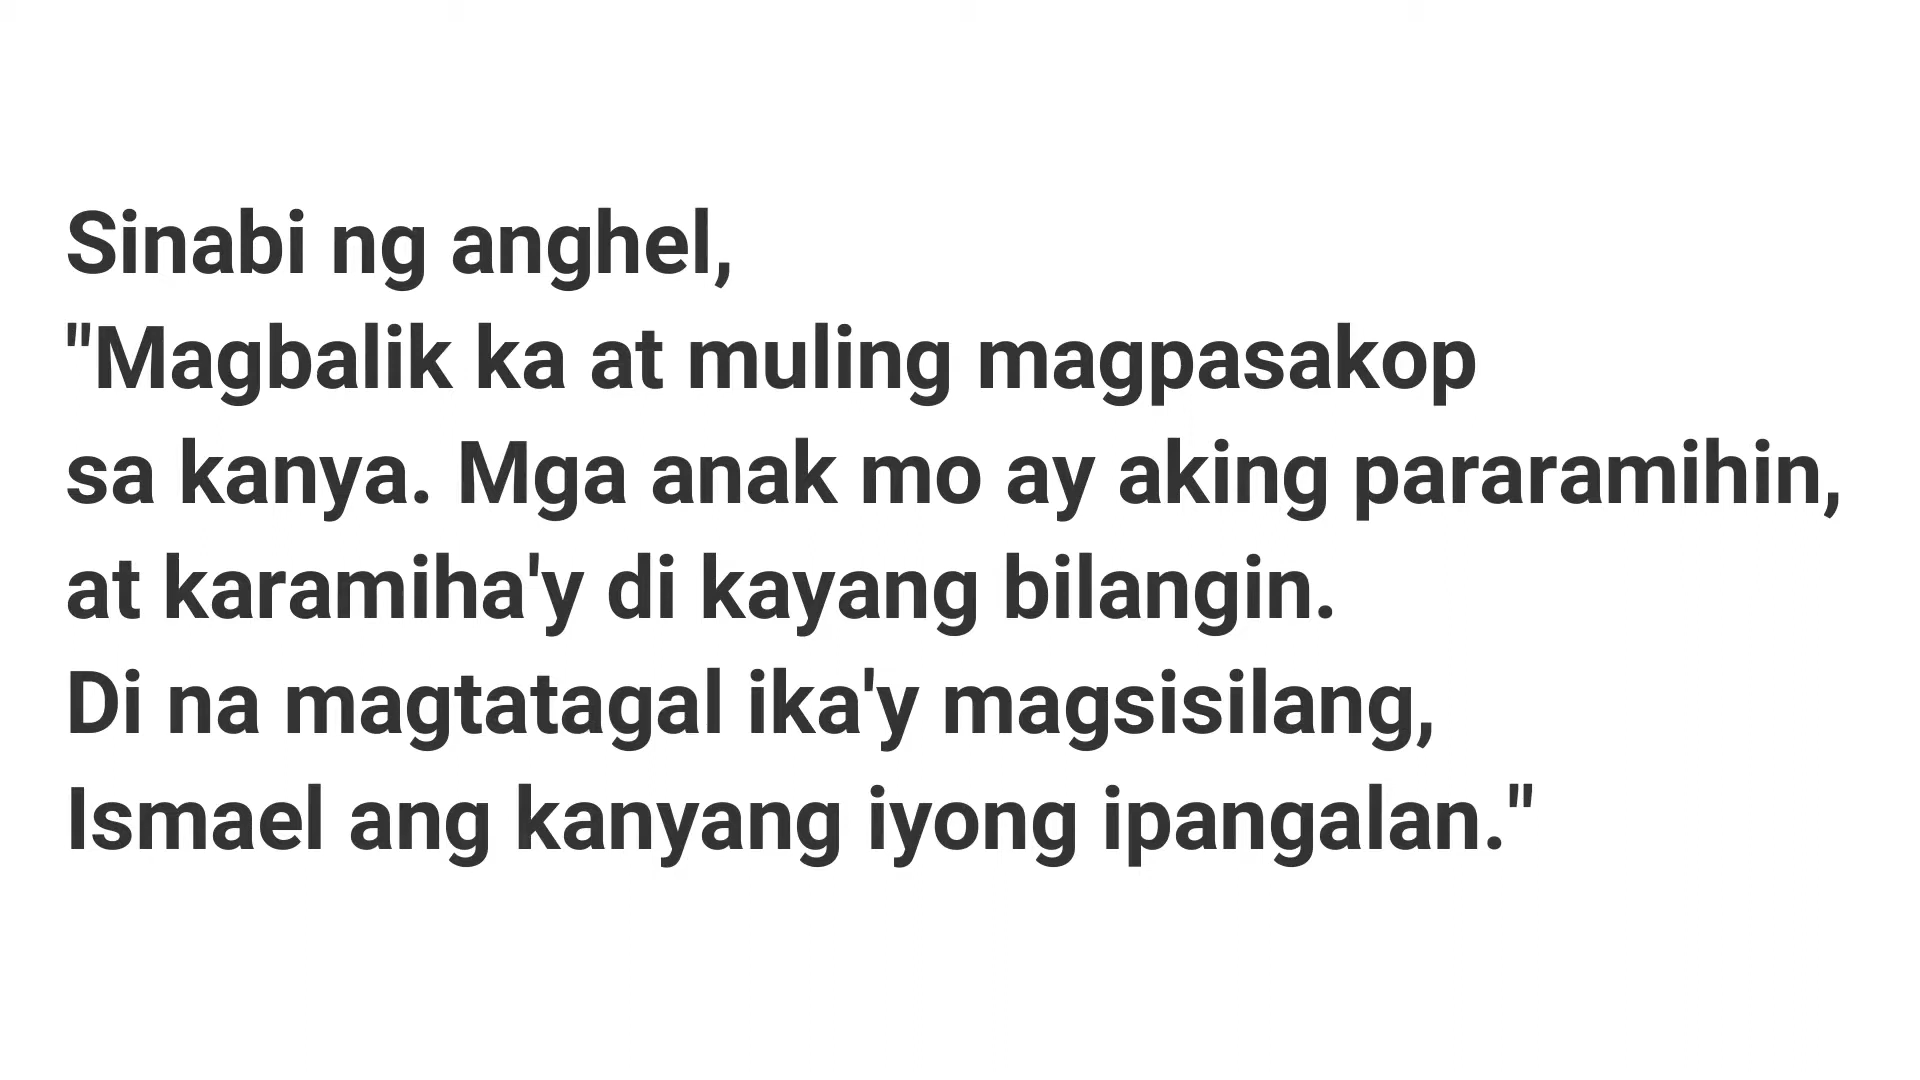 Sinabi ng anghel,
"Magbalik ka at muling magpasakop
sa kanya. Mga anak mo ay aking pararamihin,
at karamiha'y di kayang bilangin.
Di na magtatagal ika'y magsisilang,
Ismael ang kanyang iyong ipangalan."